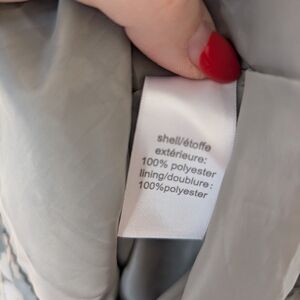 shell/étoffe
extérieure:
100% polyester
lining/doublure:
100%polyester